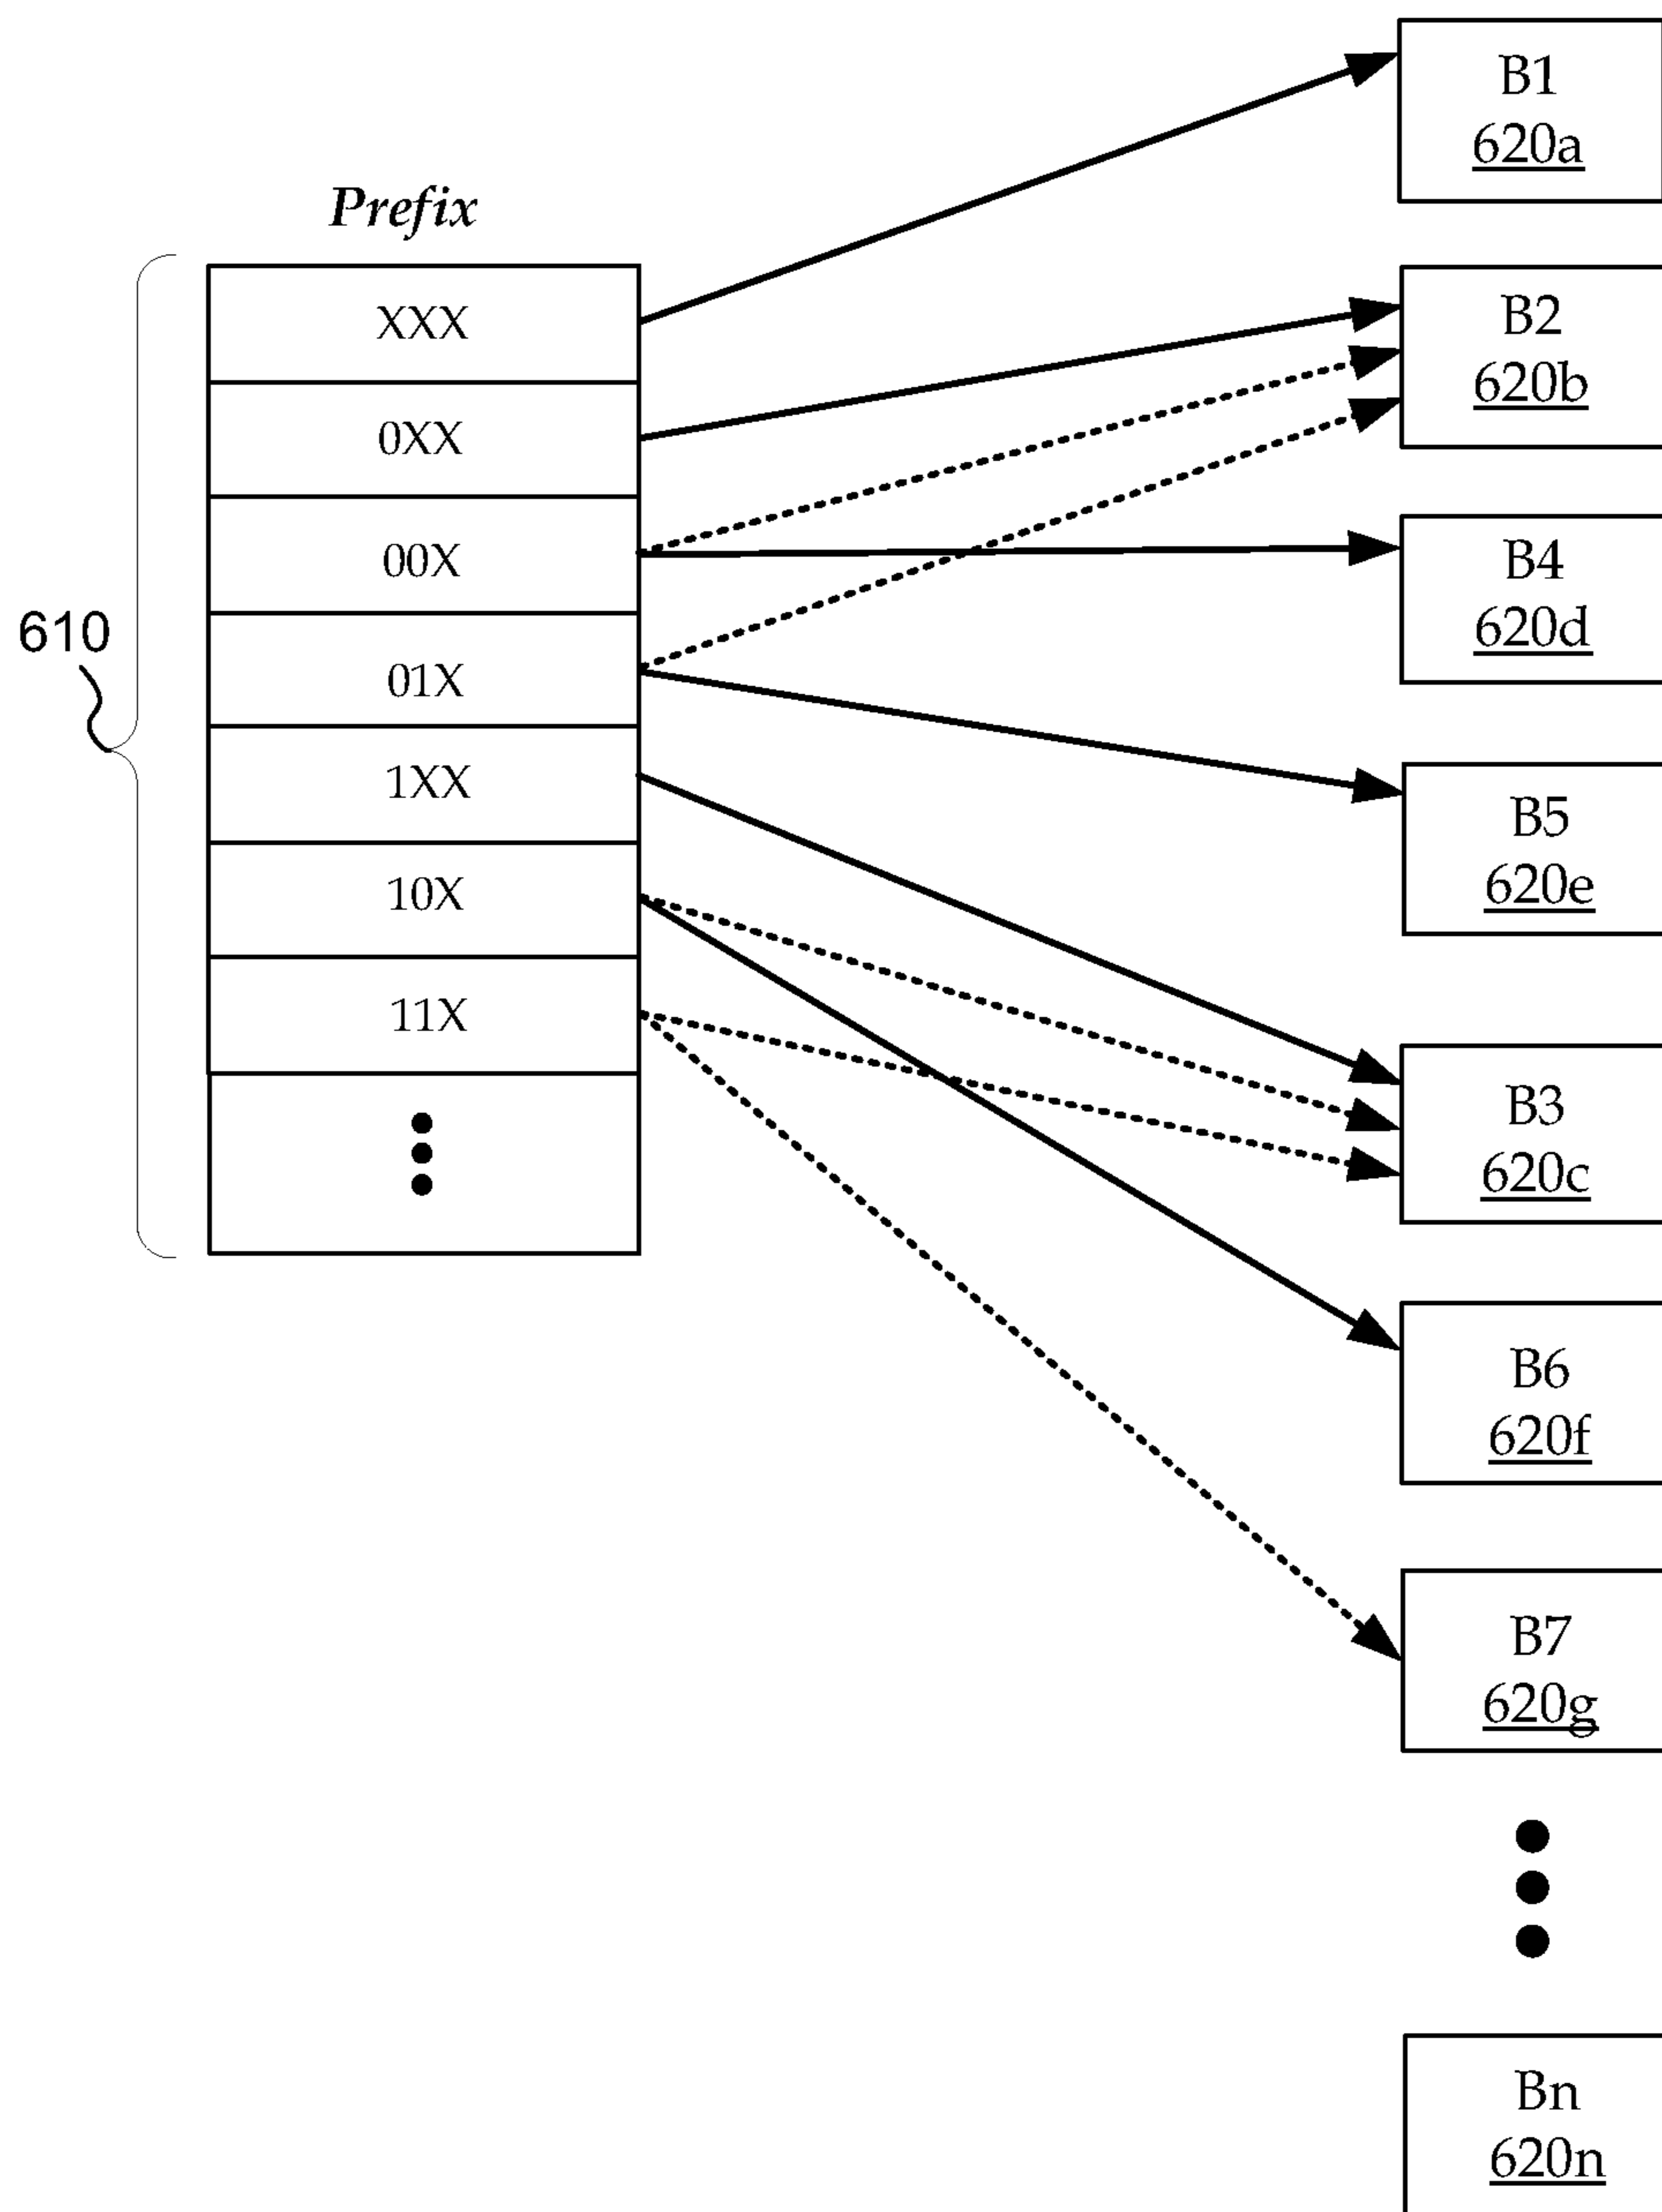 Prefix
XXX
0XX
00X
01X
1XX
10X
11X
610
B1
620a
B2
620b
B4
620d
B5
620e
B3
620c
B6
620f
B7
620g
Bn
620n